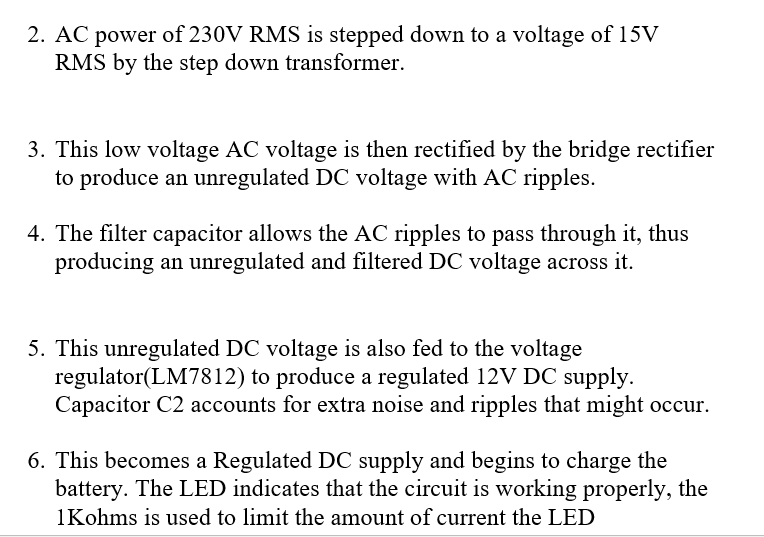 2. AC power of 230V RMS is stepped down to a voltage of 15V
RMS by the step down transformer.
3. This low voltage AC voltage is then rectified by the bridge rectifier
to produce an unregulated DC voltage with AC ripples.
4. The filter capacitor allows the AC ripples to pass through it, thus
producing an unregulated and filtered DC voltage across it.
5. This unregulated DC voltage is also fed to the voltage
regulator(LM7812) to produce a regulated 12V DC supply.
Capacitor C2 accounts for extra noise and ripples that might occur.
6. This becomes a Regulated DC supply and begins to charge the
battery. The LED indicates that the circuit is working properly, the
1Kohms is used to limit the amount of current the LED